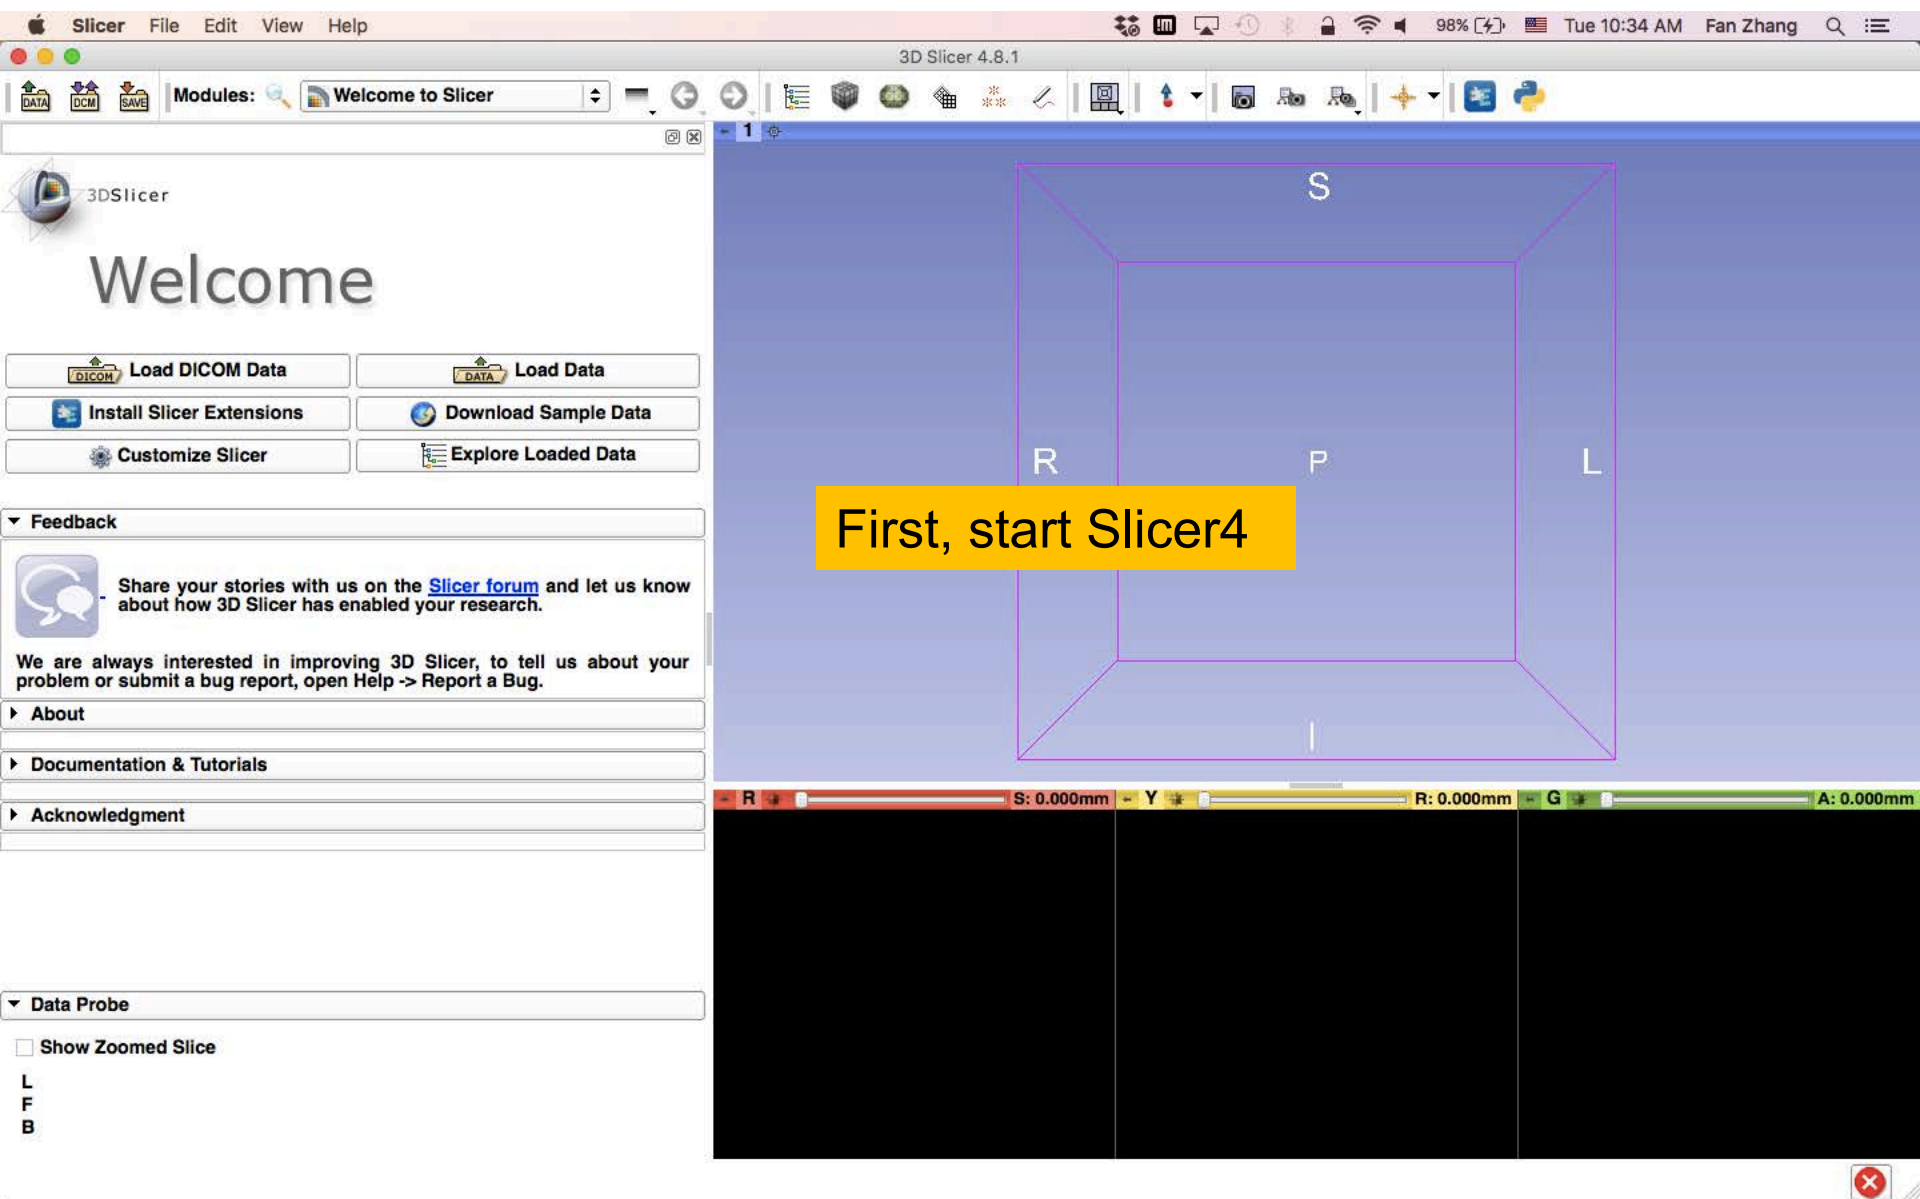 Slicer File Edit View Help
98% Tue 10:34 AM Fan Zhang
3D Slicer 4.8.1
DATA DCM SAVE Modules: Welcome to Slicer
1
3DSlicer
Welcome
DICOM Load DICOM Data
DATA Load Data
Install Slicer Extensions
Download Sample Data
Customize Slicer
Explore Loaded Data
Feedback
Share your stories with us on the Slicer forum and let us know
about how 3D Slicer has enabled your research.
We are always interested in improving 3D Slicer, to tell us about your
problem or submit a bug report, open Help -> Report a Bug.
About
Documentation & Tutorials
Acknowledgment
Data Probe
Show Zoomed Slice
L
F
B
S
R P L
First, start Slicer4
I
R S: 0.000mm Y R: 0.000mm G A: 0.000mm